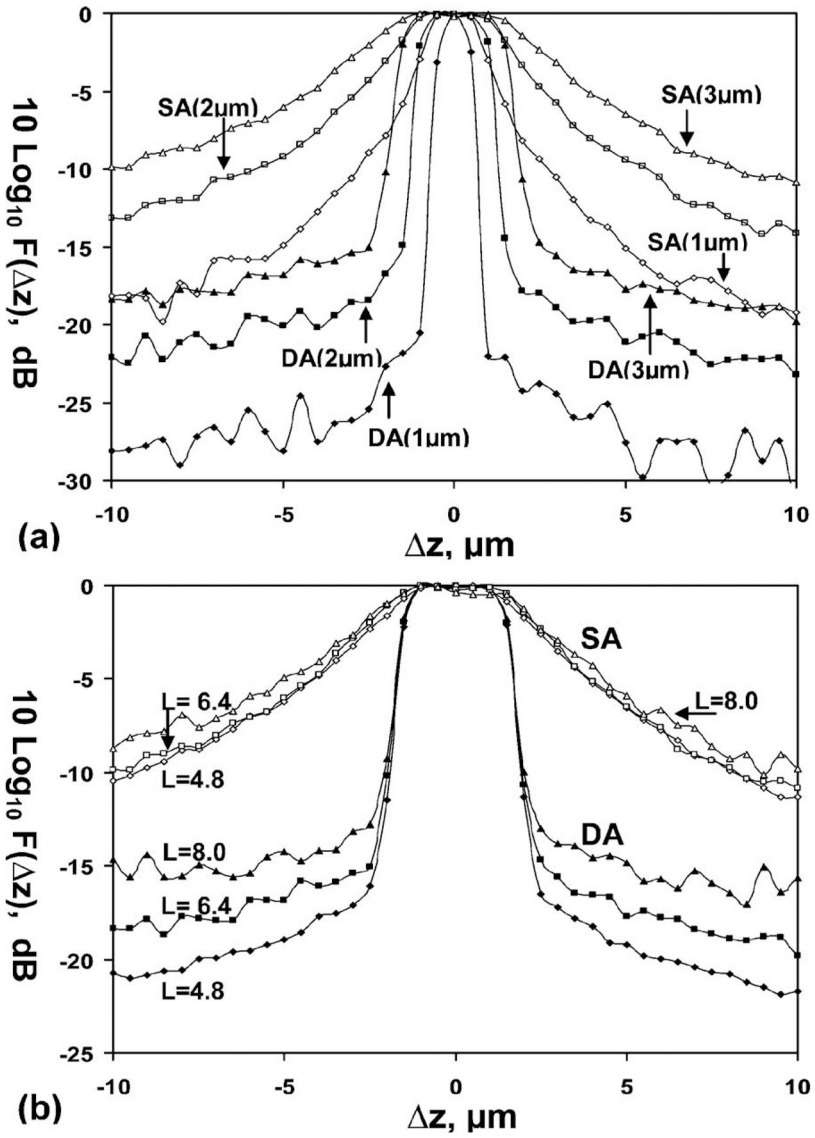 0
-5
-10
-15
-20
-25
-30
10 Log10 F(Δz), dB
SA(2µm)
SA(3µm)
SA(1µm)
DA(2µm)
DA(3µm)
DA(1µm)
-10
-5
0
5
10
(a)
Δz, µm
0
-5
-10
-15
-20
-25
10 Log10 F(Δz), dB
SA
L= 6.4
L=8.0
L=4.8
DA
L=8.0
L= 6.4
L=4.8
-10
-5
0
5
10
(b)
Δz, µm